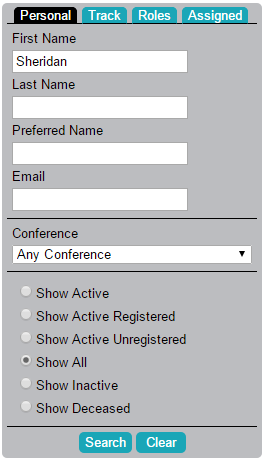 Personal Track Roles Assigned
First Name
Sheridan
Last Name
Preferred Name
Email
Conference
Any Conference
Show Active
Show Active Registered
Show Active Unregistered
Show All
Show Inactive
Show Deceased
Search Clear